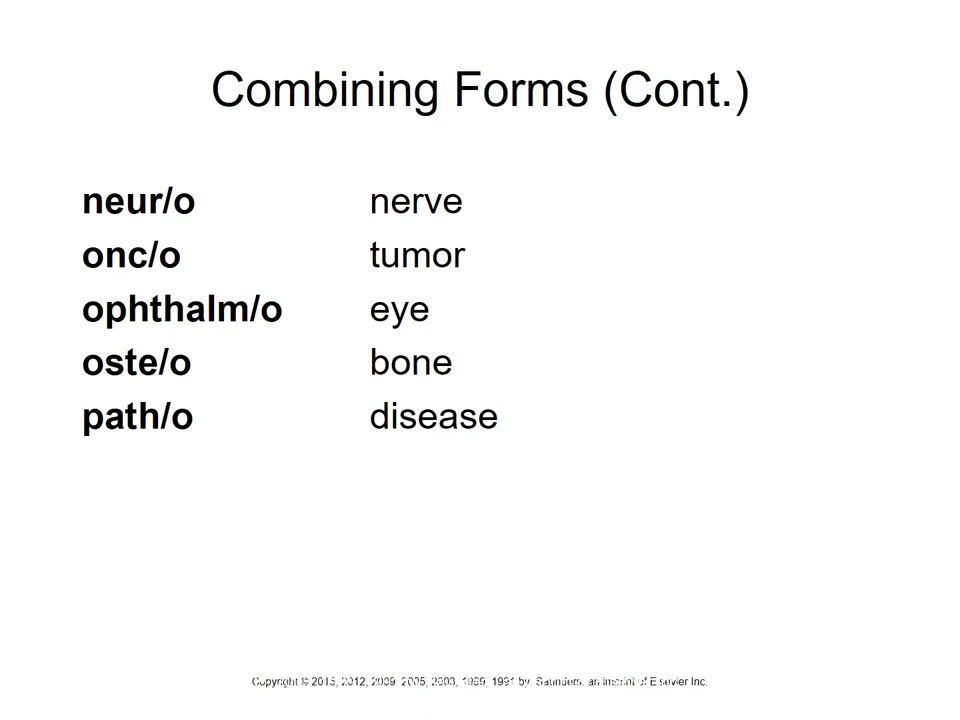 Combining Forms (Cont.)
neur/o nerve
onc/o tumor
ophthalm/o eye
oste/o bone
path/o disease
Copyright © 2015, 2012, 2009, 2005, 2003, 1999, 1991 by Saunders, an imprint of Elsevier Inc.